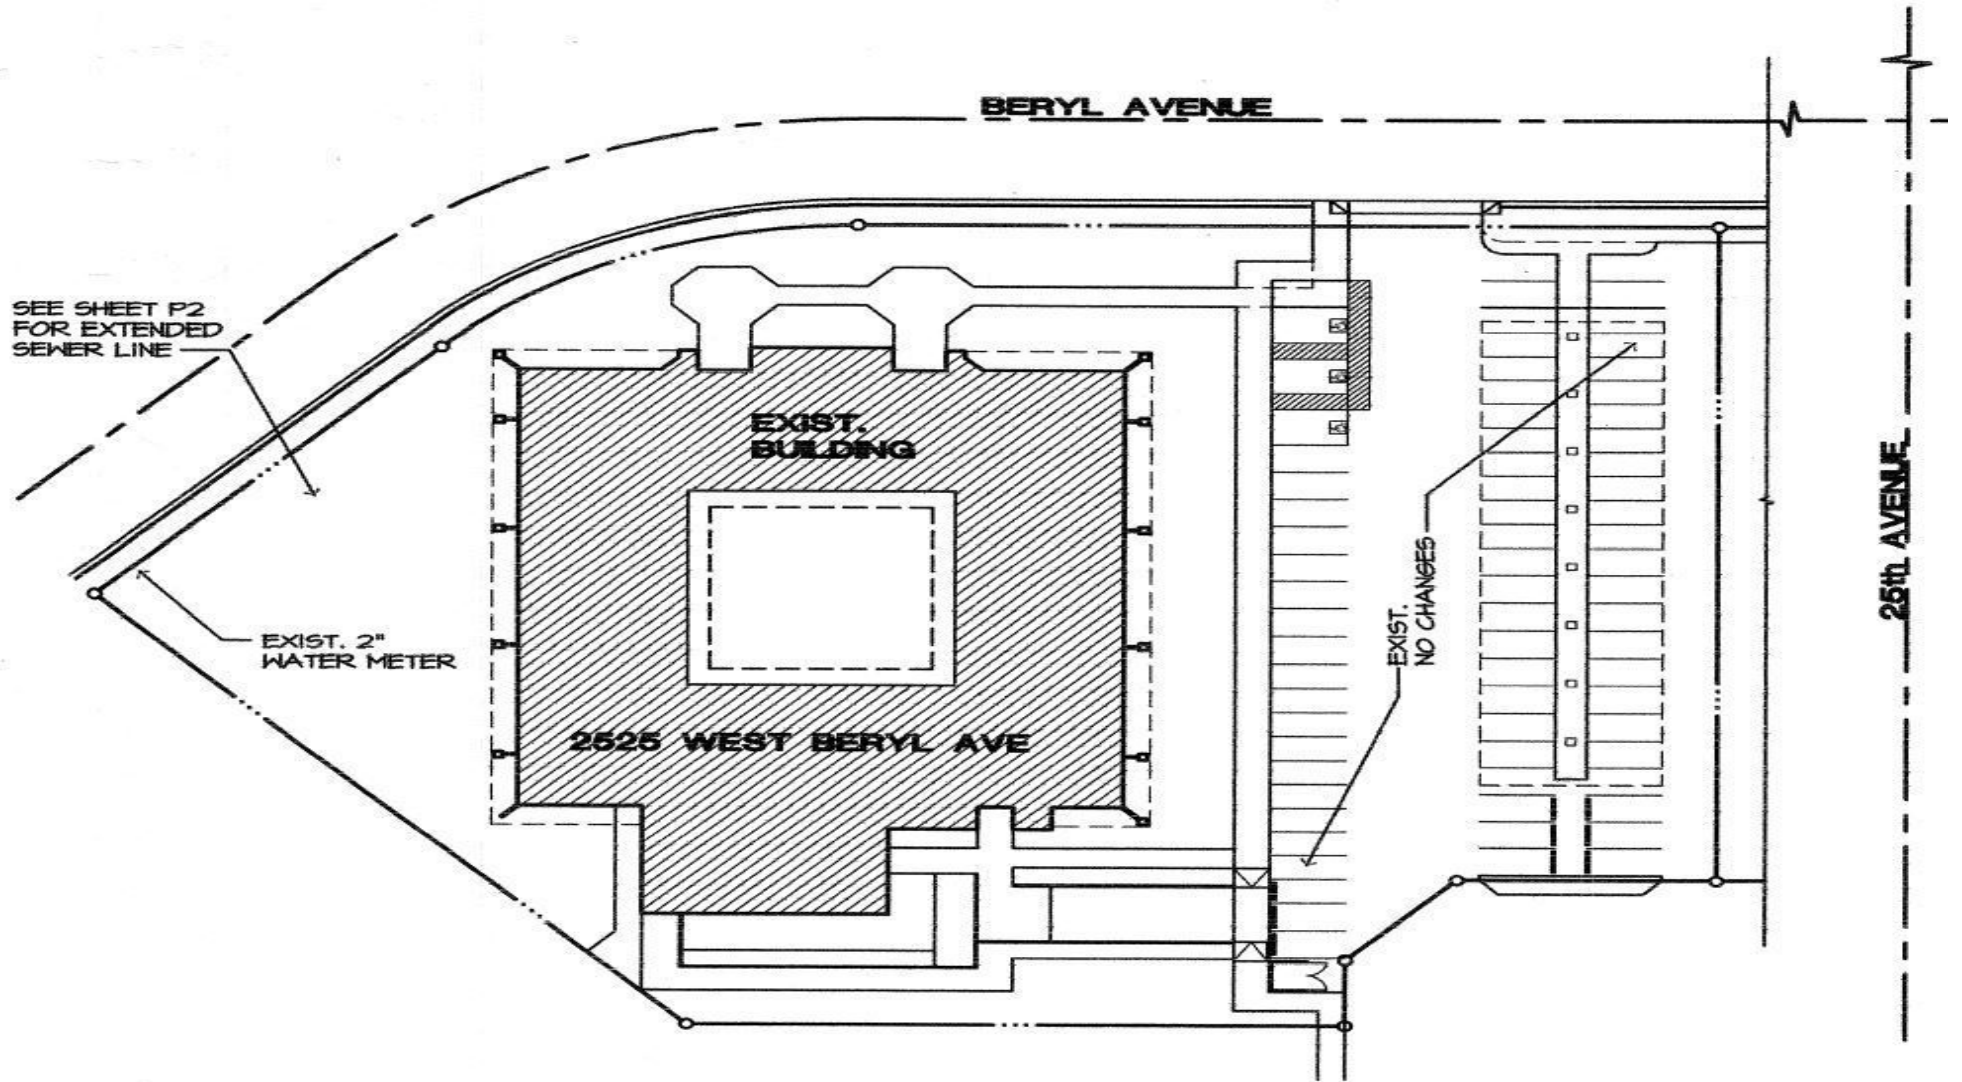 BERYL AVENUE
SEE SHEET P2
FOR EXTENDED
SEWER LINE
EXIST.
BUILDING
25th AVENUE
EXIST.
NO CHANGES
EXIST. 2"
WATER METER
2525 WEST BERYL AVE